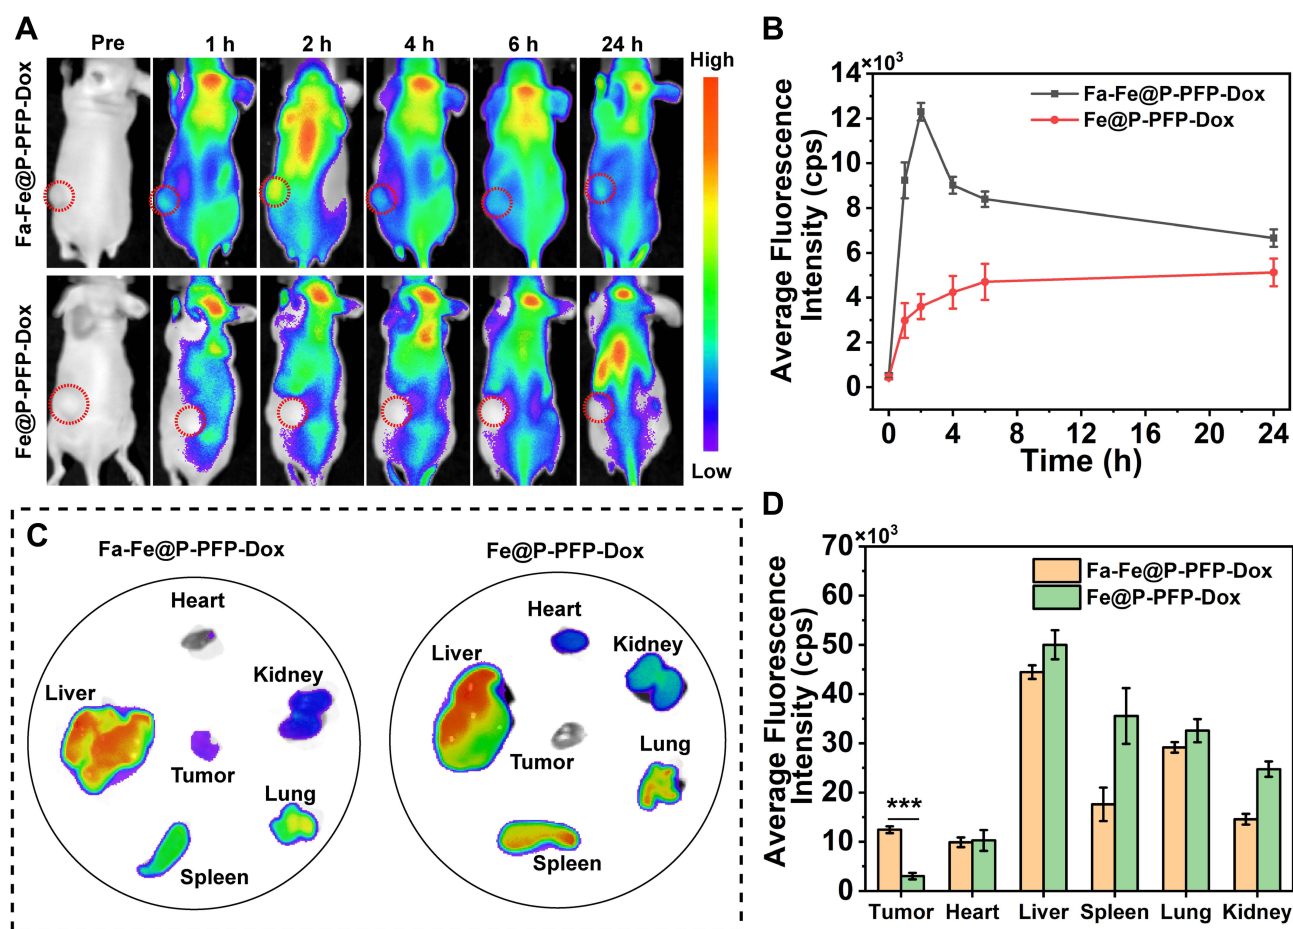 A
Pre 1 h 2 h 4 h 6 h 24 h
Fa-Fe@P-PFP-Dox
Fe@P-PFP-Dox
High
Low
B
×10³
14
12
10
8
6
4
2
0
Average Fluorescence
Intensity (cps)
Fa-Fe@P-PFP-Dox
Fe@P-PFP-Dox
0 4 8 12 16 20 24
Time (h)
C
Fa-Fe@P-PFP-Dox
Heart
Kidney
Liver
Tumor
Lung
Spleen
Fe@P-PFP-Dox
Heart
Kidney
Liver
Tumor
Lung
Spleen
D
×10³
70
60
50
40
30
20
10
0
Average Fluorescence
Intensity (cps)
Fa-Fe@P-PFP-Dox
Fe@P-PFP-Dox
***
Tumor Heart Liver Spleen Lung Kidney